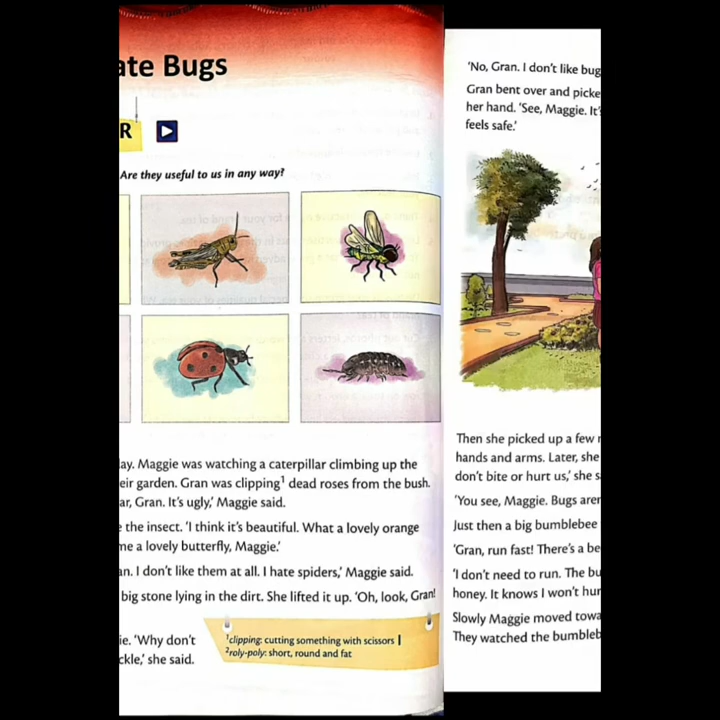 ate Bugs
R
Are they useful to us in any way?
ay. Maggie was watching a caterpillar climbing up the
eir garden. Gran was clipping¹ dead roses from the bush.
ar, Gran. It's ugly,' Maggie said.
e the insect. 'I think it's beautiful. What a lovely orange
me a lovely butterfly, Maggie.'
an. I don't like them at all. I hate spiders,' Maggie said.
big stone lying in the dirt. She lifted it up. 'Oh, look, Gran!
ie. 'Why don't
ckle,' she said.
¹clipping: cutting something with scissors
²roly-poly: short, round and fat
'No, Gran. I don't like bug
Gran bent over and picke
her hand. 'See, Maggie. It'
feels safe.'
Then she picked up a few
hands and arms. Later, she
don't bite or hurt us,' she s
'You see, Maggie. Bugs aren
Just then a big bumblebee
'Gran, run fast! There's a be
'I don't need to run. The bu
honey. It knows I won't hur
Slowly Maggie moved towa
They watched the bumbleb